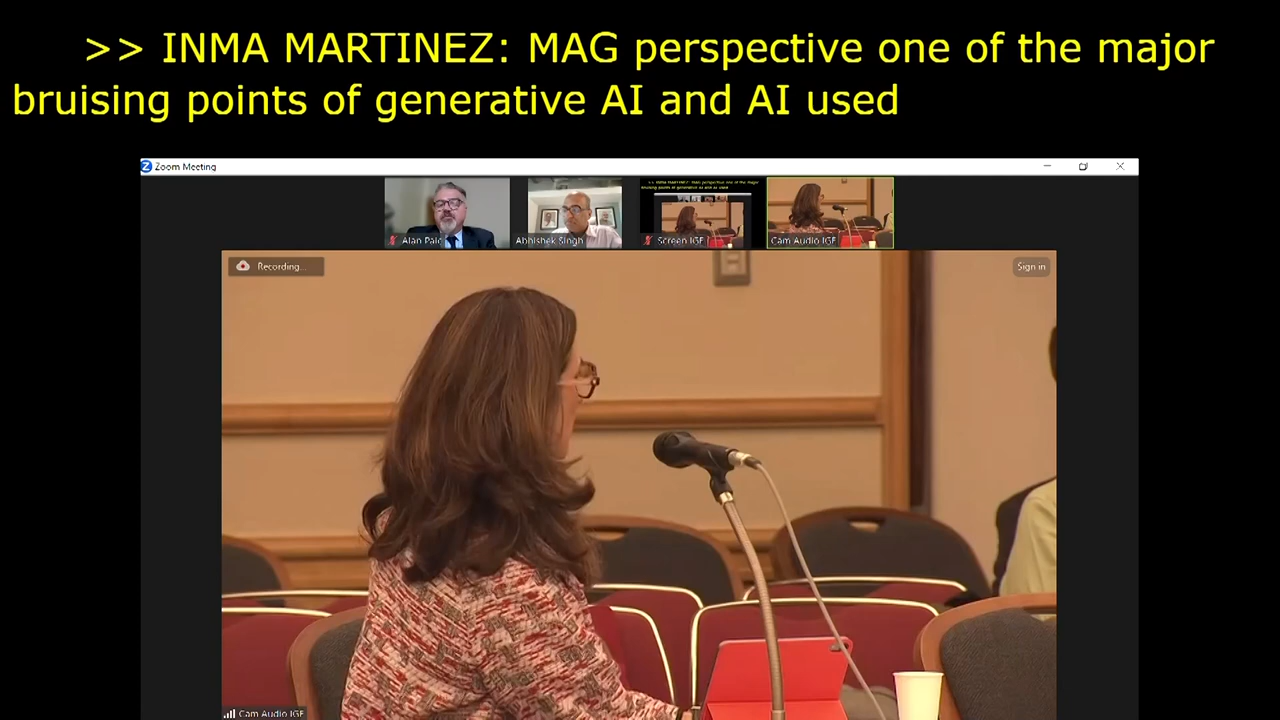 >> INMA MARTINEZ: MAG perspective one of the major
bruising points of generative AI and AI used
Zoom Meeting
Alan Paic
Abhishek Singh
Screen IGF
Cam Audio IGF
Recording...
Sign in
Cam Audio IGF